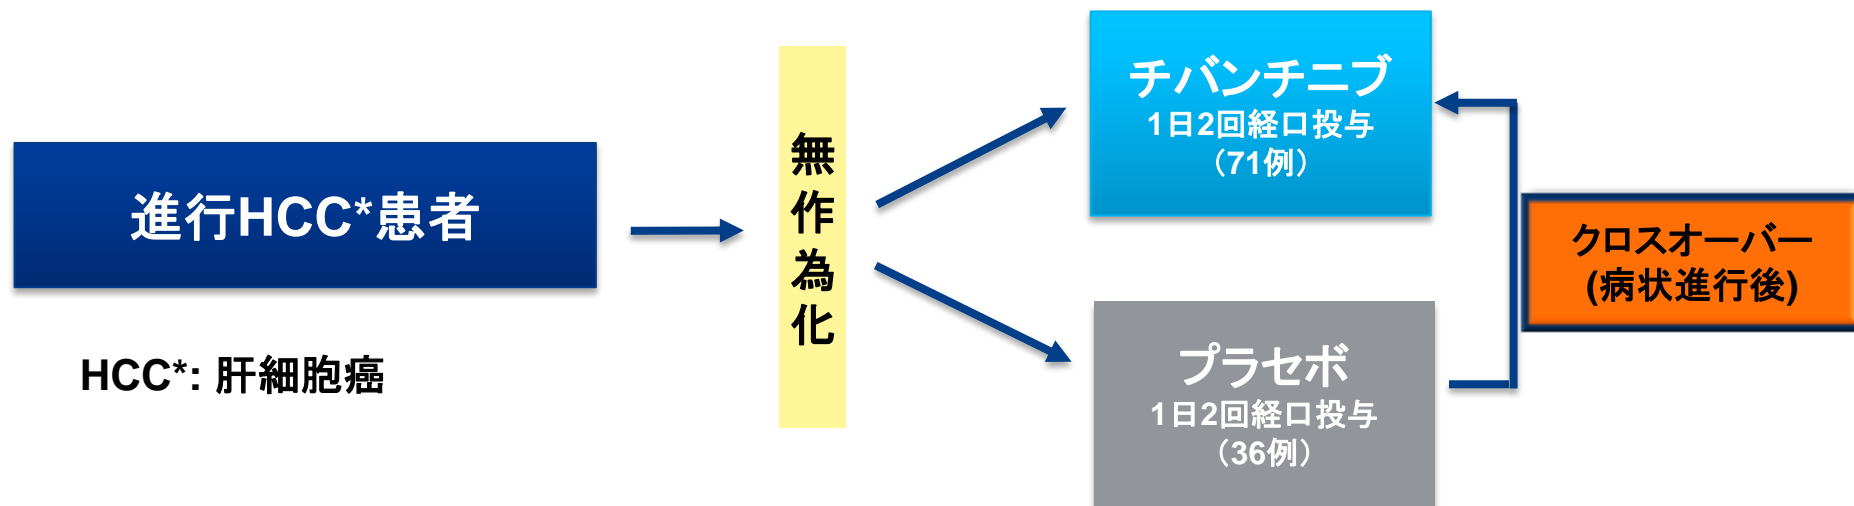 進行HCC*患者
HCC*: 肝細胞癌
無作為化
チバンチニブ
1日2回経口投与
（71例）
プラセボ
1日2回経口投与
（36例）
クロスオーバー
(病状進行後)